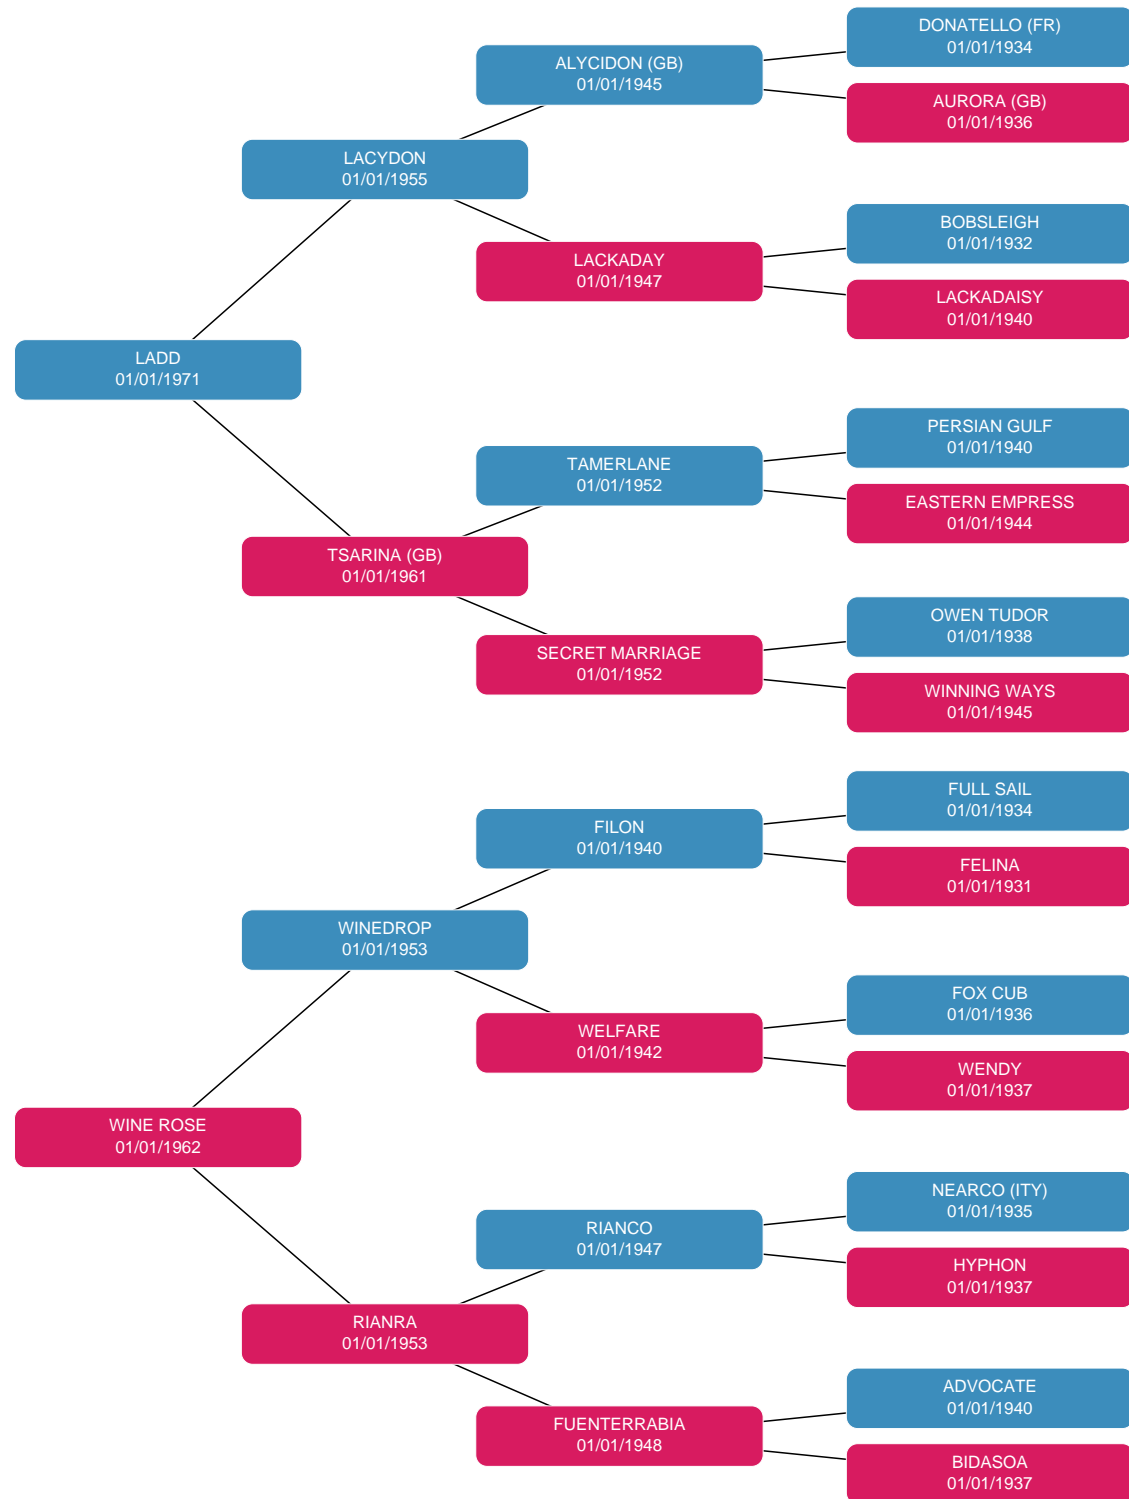 DONATELLO (FR)
01/01/1934
ALYCIDON (GB)
01/01/1945
AURORA (GB)
01/01/1936
LACYDON
01/01/1955
BOBSLEIGH
01/01/1932
LACKADAY
01/01/1947
LACKADAISY
01/01/1940
LADD
01/01/1971
PERSIAN GULF
01/01/1940
TAMERLANE
01/01/1952
EASTERN EMPRESS
01/01/1944
TSARINA (GB)
01/01/1961
OWEN TUDOR
01/01/1938
SECRET MARRIAGE
01/01/1952
WINNING WAYS
01/01/1945
FULL SAIL
01/01/1934
FILON
01/01/1940
FELINA
01/01/1931
WINEDROP
01/01/1953
FOX CUB
01/01/1936
WELFARE
01/01/1942
WENDY
01/01/1937
WINE ROSE
01/01/1962
NEARCO (ITY)
01/01/1935
RIANCO
01/01/1947
HYPHON
01/01/1937
RIANRA
01/01/1953
ADVOCATE
01/01/1940
FUENTERRABIA
01/01/1948
BIDASOA
01/01/1937